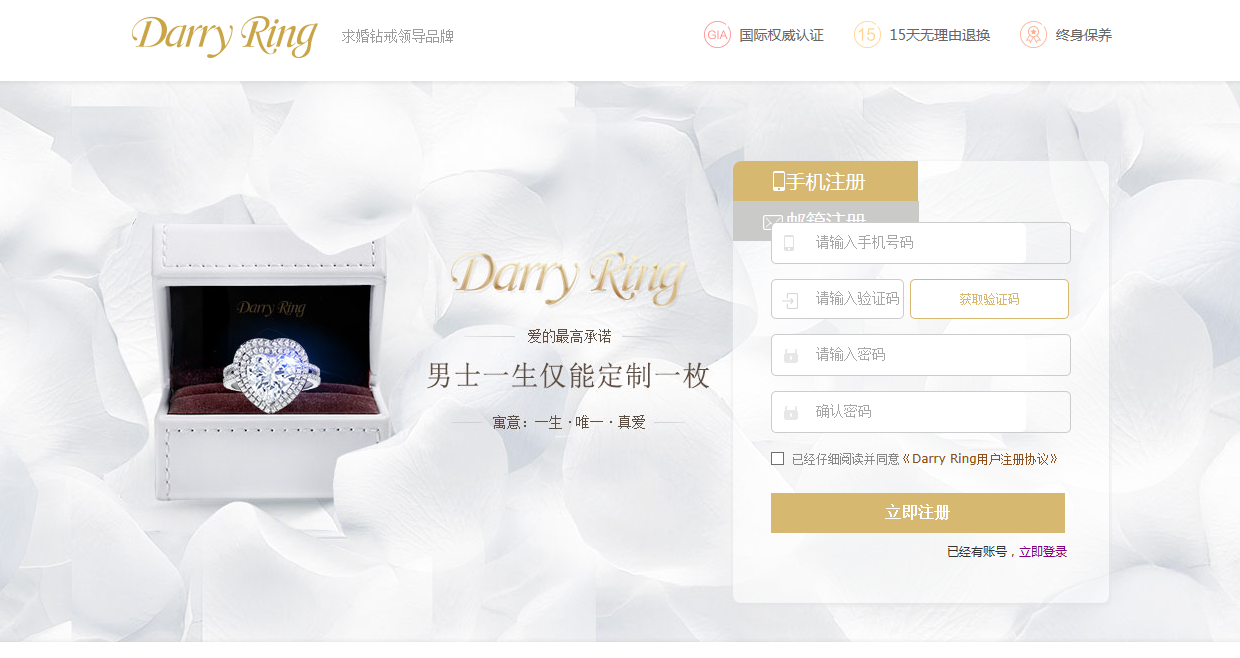 Darry Ring 求婚钻戒领导品牌
GIA 国际权威认证 15 15天无理由退换 终身保养
手机注册
邮箱注册
请输入手机号码
请输入验证码 获取验证码
请输入密码
确认密码
已经仔细阅读并同意《Darry Ring用户注册协议》
立即注册
已经有账号，立即登录
Darry Ring
Darry Ring
爱的最高承诺
男士一生仅能定制一枚
寓意：一生·唯一·真爱